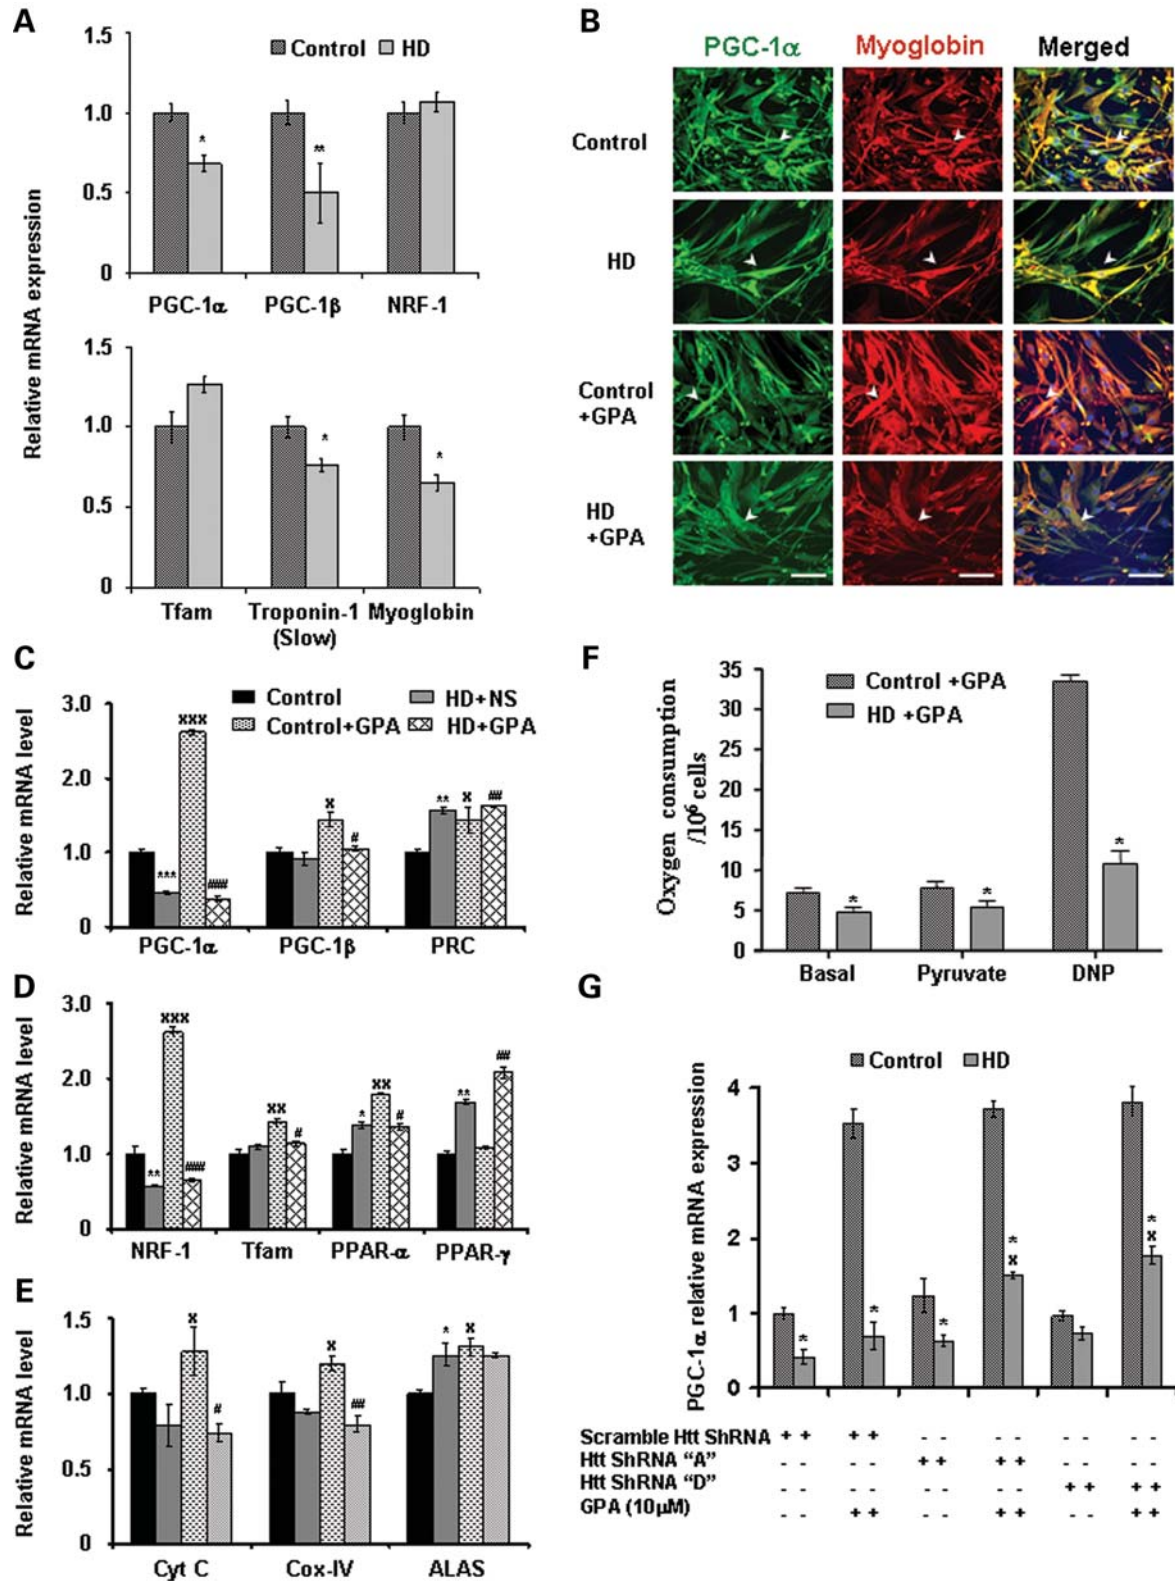 A
Relative mRNA expression
1.5
1.0
0.5
0
Control HD
*
**
PGC-1α PGC-1β NRF-1
1.5
1.0
0.5
0
*
*
Tfam Troponin-1 Myoglobin
(Slow)
B
PGC-1α Myoglobin Merged
Control
HD
Control
+GPA
HD
+GPA
C
Relative mRNA level
3.0
2.0
1.0
0
Control HD+NS
Control+GPA HD+GPA
***
xxx
###
x
#
**
x
##
PGC-1α PGC-1β PRC
D
Relative mRNA level
3.0
2.0
1.0
0
**
xxx
###
xx
#
*
xx
#
**
##
NRF-1 Tfam PPAR-α PPAR-γ
E
Relative mRNA level
1.5
1.0
0.5
0
x
#
x
##
*
x
Cyt C Cox-IV ALAS
F
Oxygen consumption
/10⁶ cells
35
30
25
20
15
10
5
0
Control +GPA
HD +GPA
*
*
*
Basal Pyruvate DNP
G
PGC-1α relative mRNA expression
Control HD
4
3
2
1
0
*
*
*
*
x
*
x
Scramble Htt ShRNA + + + + - - - - - - - -
Htt ShRNA "A" - - - - + + + + - - - -
Htt ShRNA "D" - - - - - - - - + + + +
GPA (10μM) - - + + - - + + - - + +